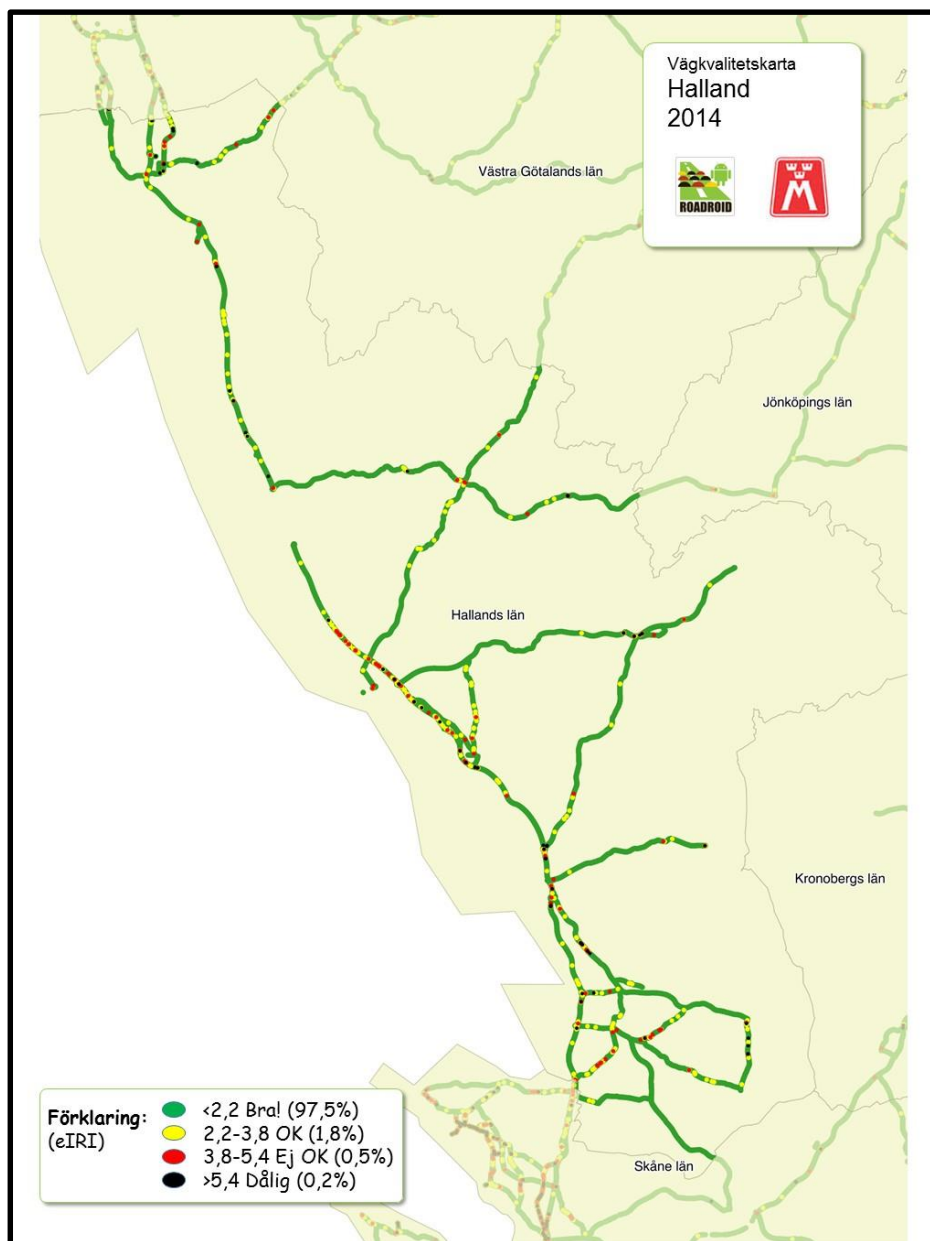 Vägkvalitetskarta
Halland
2014
ROADROID
M
Västra Götalands län
Jönköpings län
Hallands län
Kronobergs län
Skåne län
Förklaring:
(eIRI)
<2,2 Bra! (97,5%)
2,2-3,8 OK (1,8%)
3,8-5,4 Ej OK (0,5%)
>5,4 Dålig (0,2%)